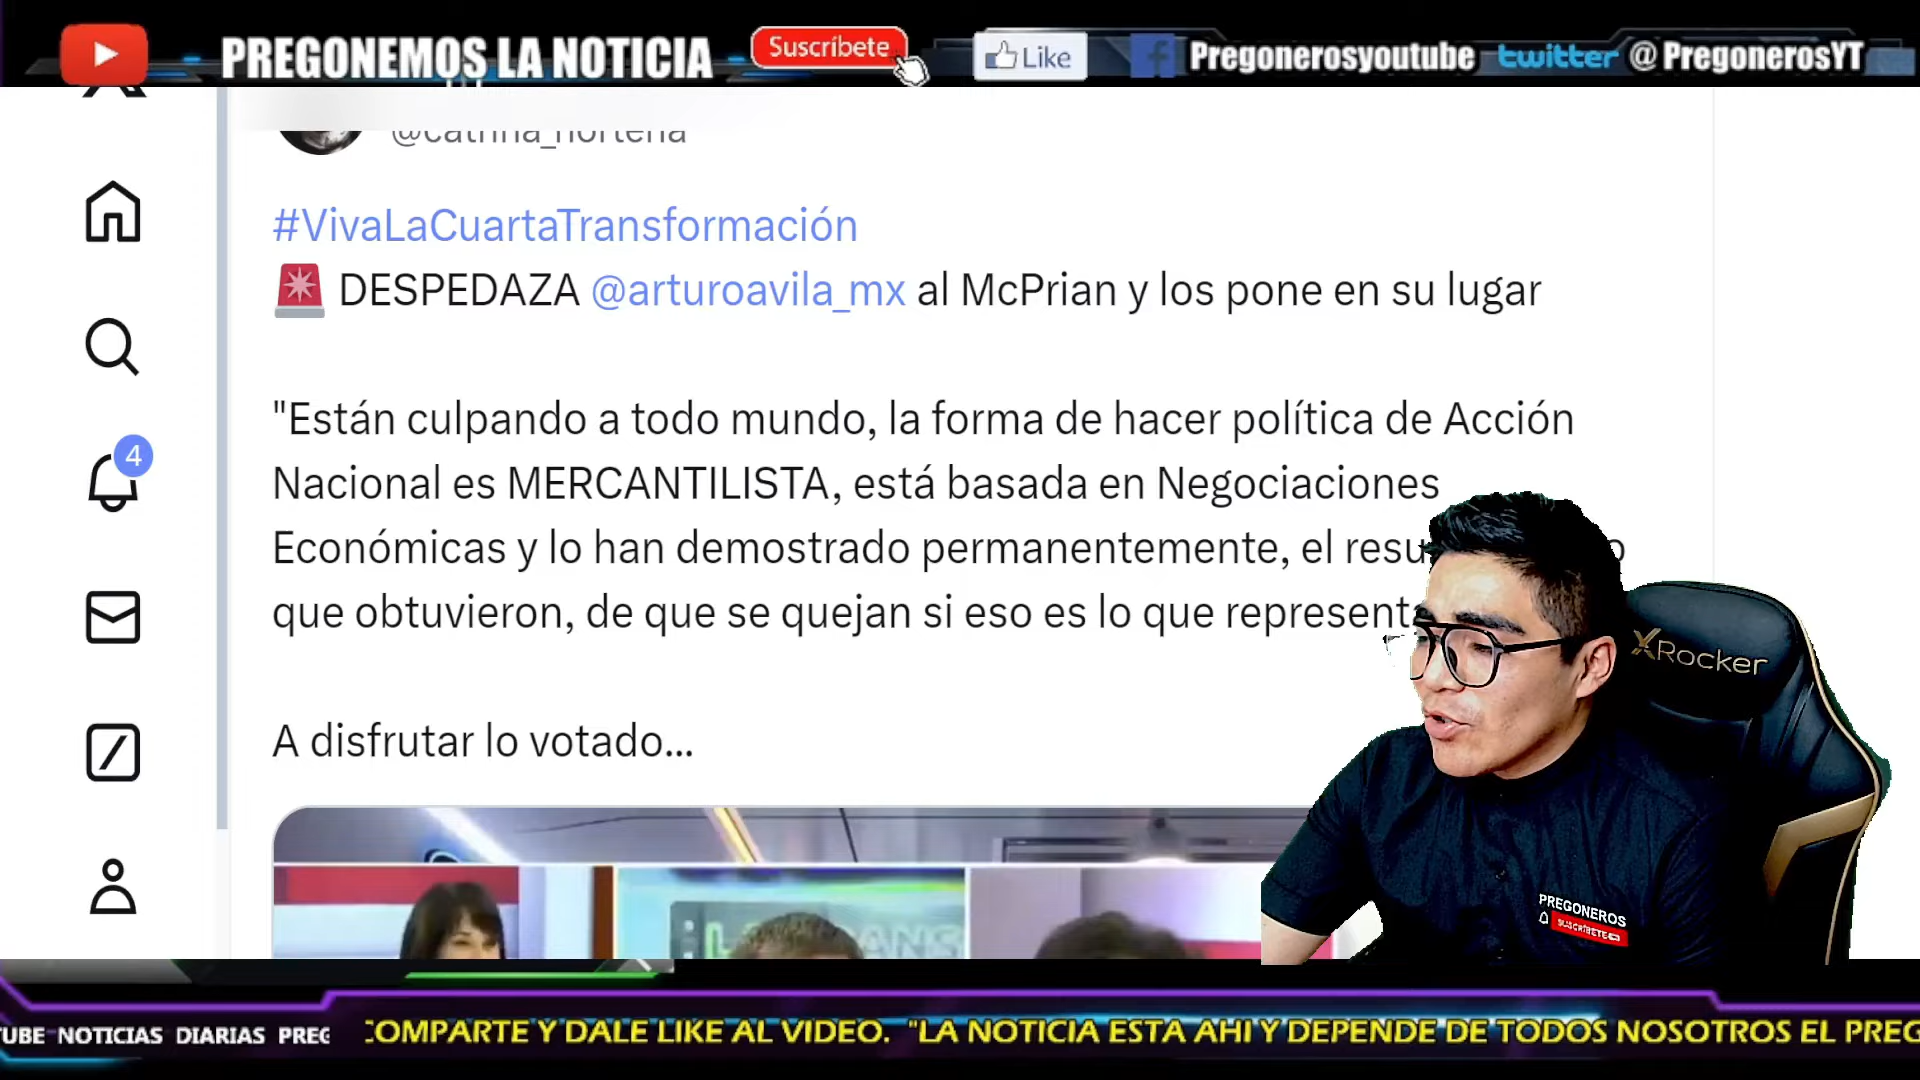 PREGONEMOS LA NOTICIA Suscríbete Like Pregonerosyoutube twitter @PregonerosYT
@catrina_nortena
#VivaLaCuartaTransformación
DESPEDAZA @arturoavila_mx al McPrian y los pone en su lugar
"Están culpando a todo mundo, la forma de hacer política de Acción
4
Nacional es MERCANTILISTA, está basada en Negociaciones
Económicas y lo han demostrado permanentemente, el
que obtuvieron, de que se quejan si eso es lo que
XRocker
A disfrutar lo votado...
PREGONEROS
SUSCRÍBETE
NOTICIAS DIARIAS PREG COMPARTE Y DALE LIKE AL VIDEO. "LA NOTICIA ESTA AHI Y DEPENDE DE TODOS NOSOTROS EL PREG